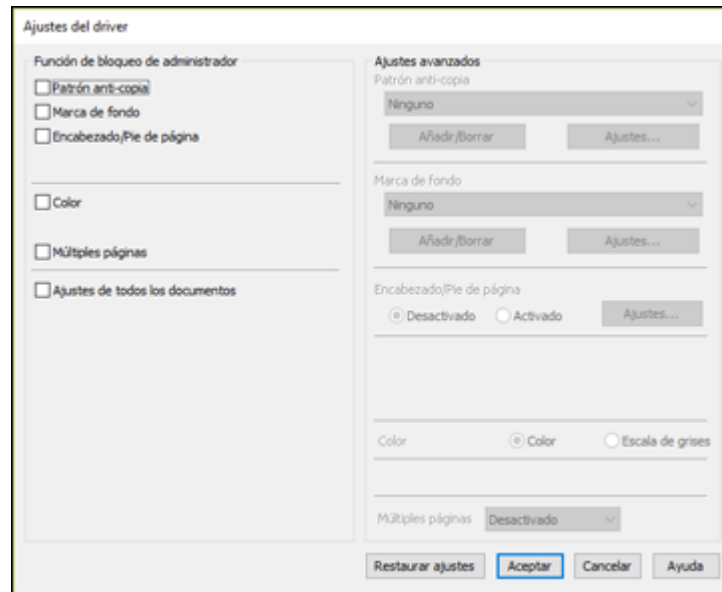 Ajustes del driver
Función de bloqueo de administrador
Patrón anti-copia
Marca de fondo
Encabezado/Pie de página
Color
Múltiples páginas
Ajustes de todos los documentos
Ajustes avanzados
Patrón anti-copia
Ninguno
Añadir/Borrar Ajustes...
Marca de fondo
Ninguno
Añadir/Borrar Ajustes...
Encabezado/Pie de página
Desactivado Activado Ajustes...
Color Color Escala de grises
Múltiples páginas Desactivado
Restaurar ajustes Aceptar Cancelar Ayuda